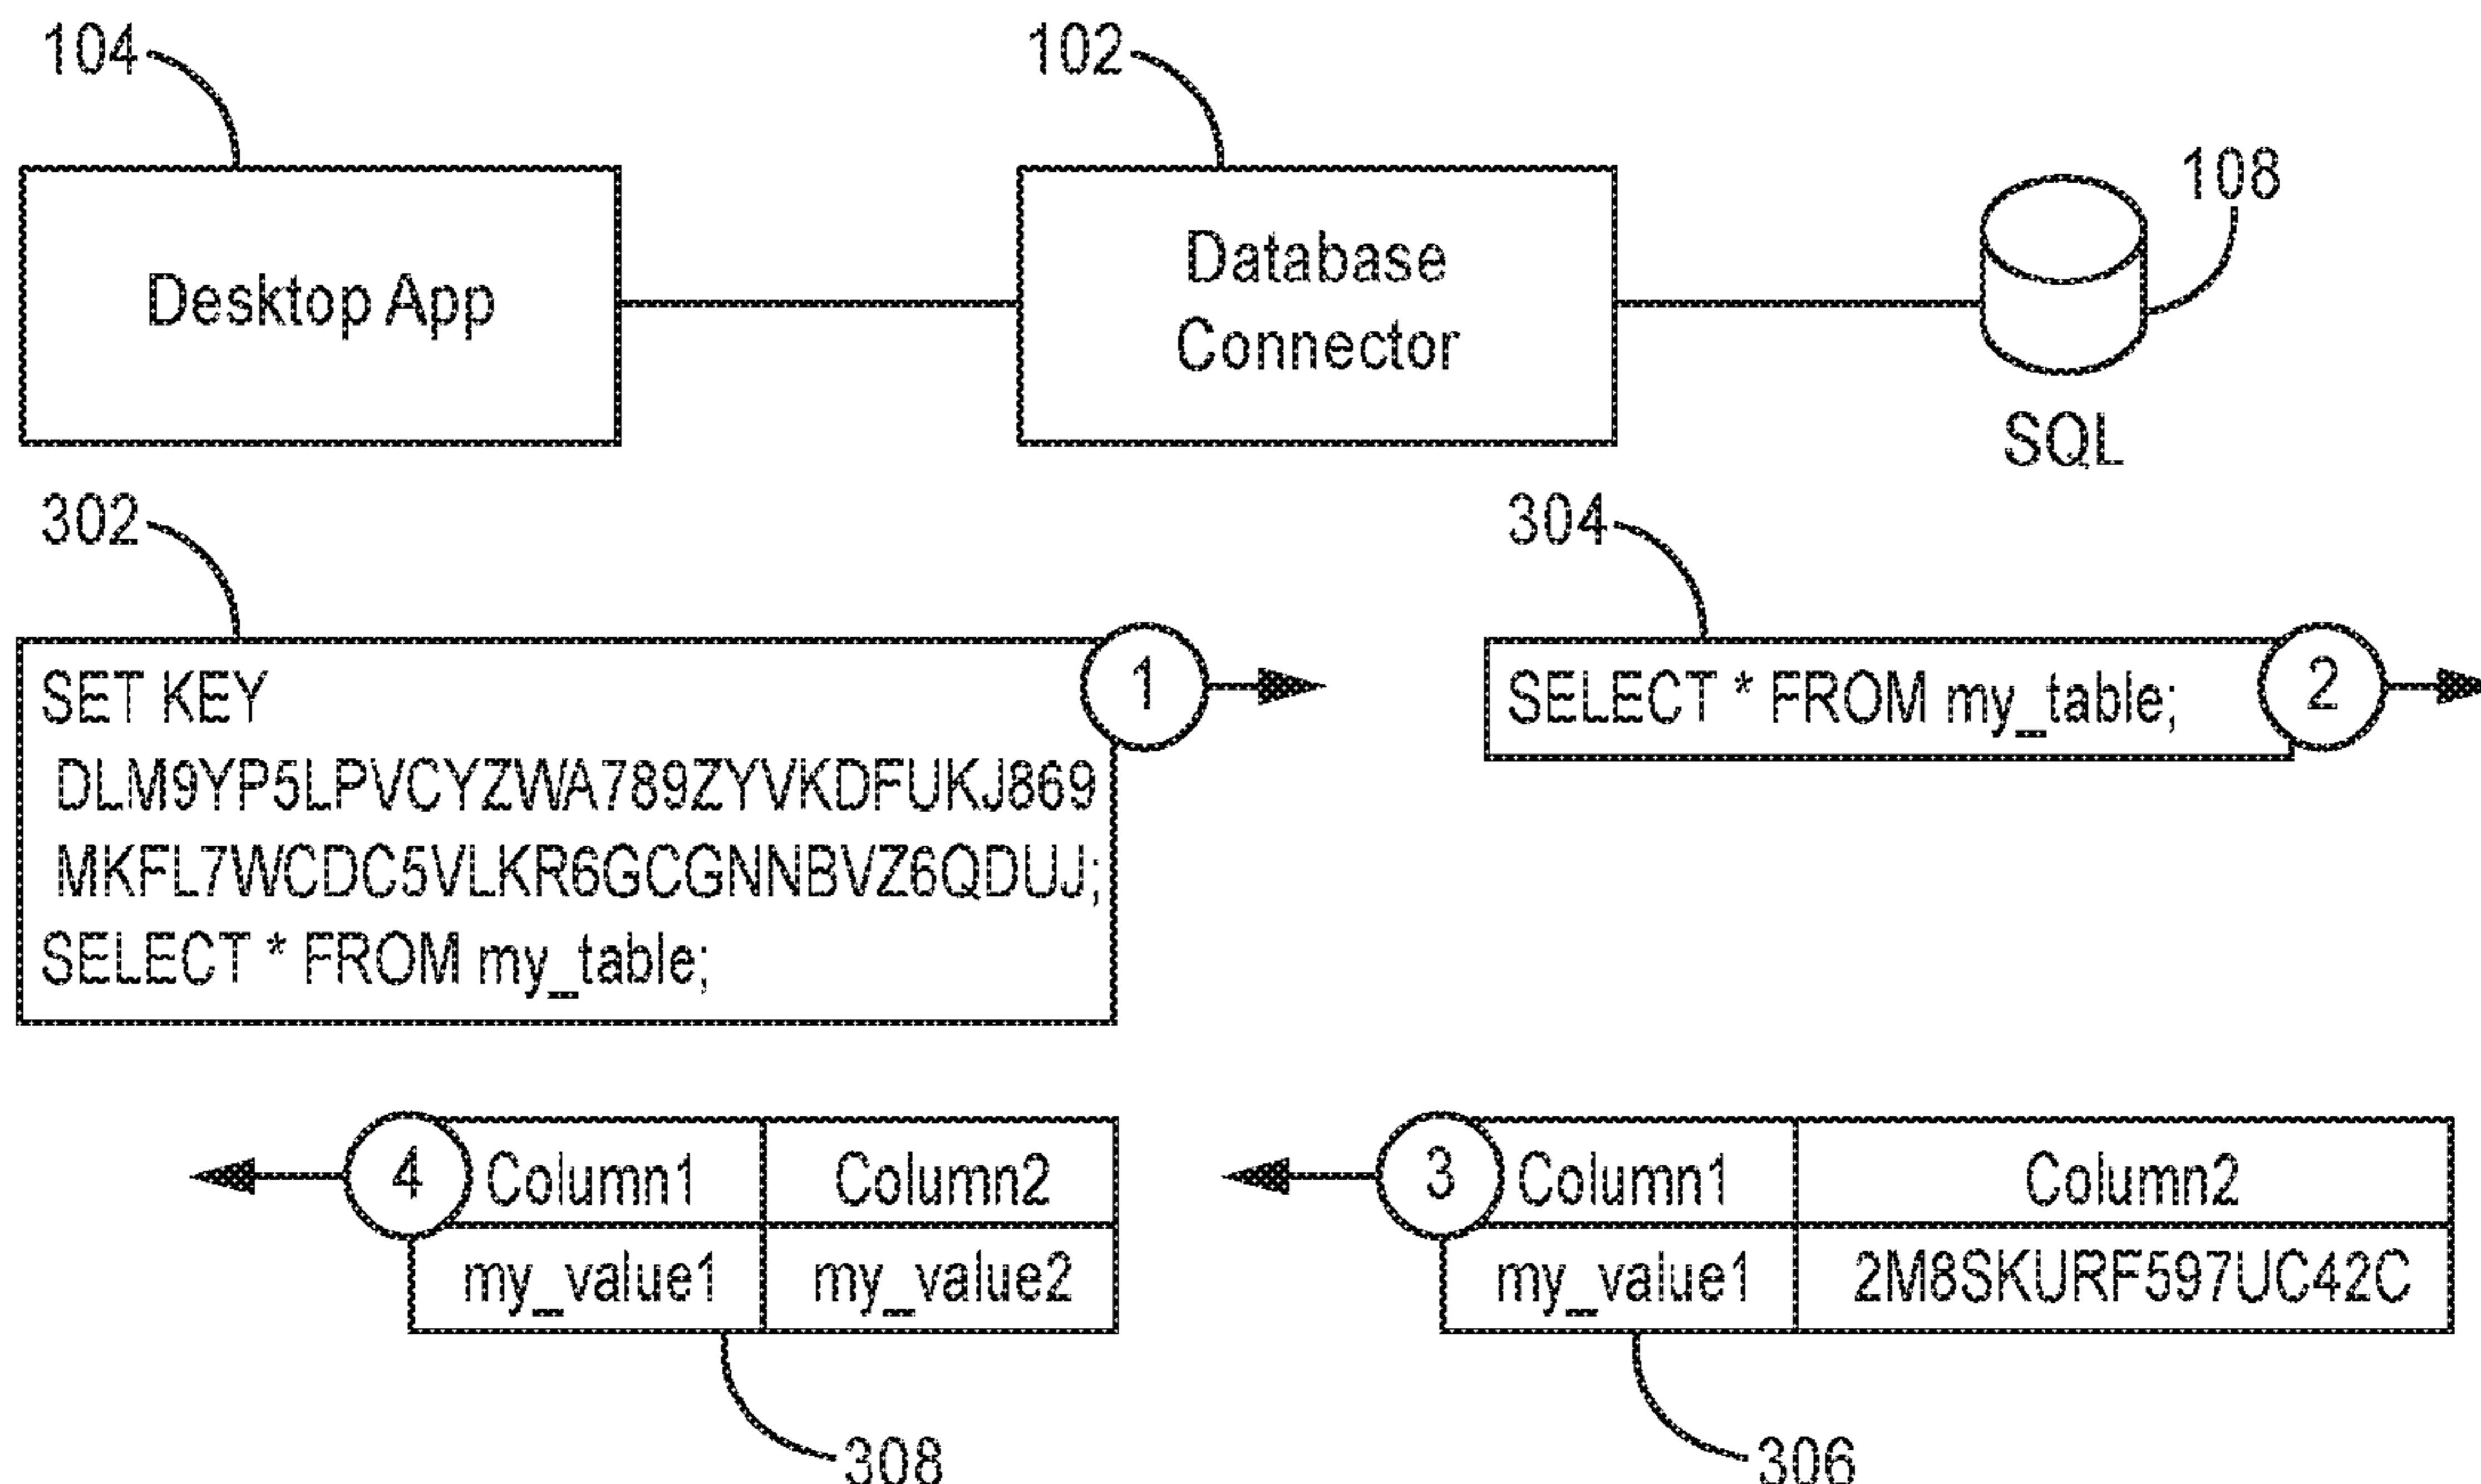 104
102
108
Desktop App
Database
Connector
SQL
302
304
SET KEY
DLM9YP5LPVCYZWA789ZYVKDFUKJ869
MKFL7WCDC5VLKR6GCGNNBVZ6QDUJ;
SELECT * FROM my_table;
1
SELECT * FROM my_table;
2
4
Column1 Column2
my_value1 my_value2
3
Column1 Column2
my_value1 2M8SKURF597UC42C
308
306